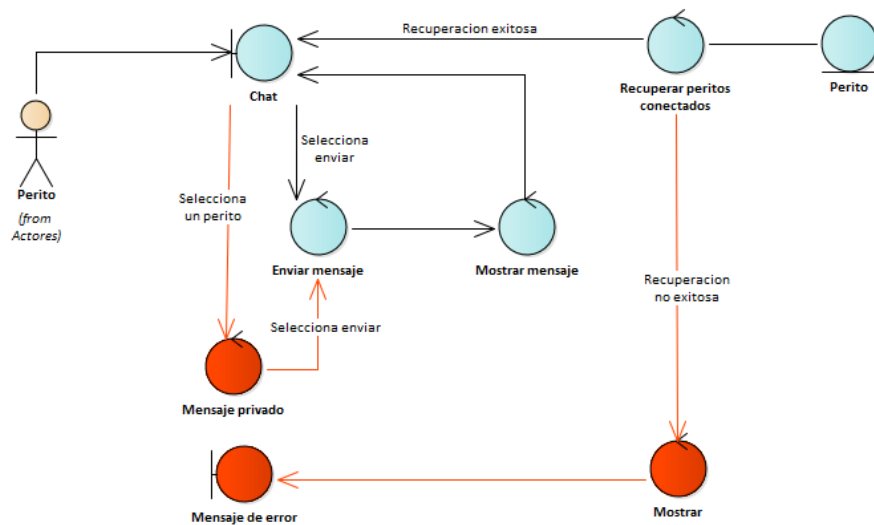 Recuperacion exitosa
Chat
Recuperar peritos
conectados
Perito
Selecciona
enviar
Perito
(from
Actores)
Selecciona
un perito
Enviar mensaje
Mostrar mensaje
Recuperacion
no exitosa
Selecciona enviar
Mensaje privado
Mensaje de error
Mostrar